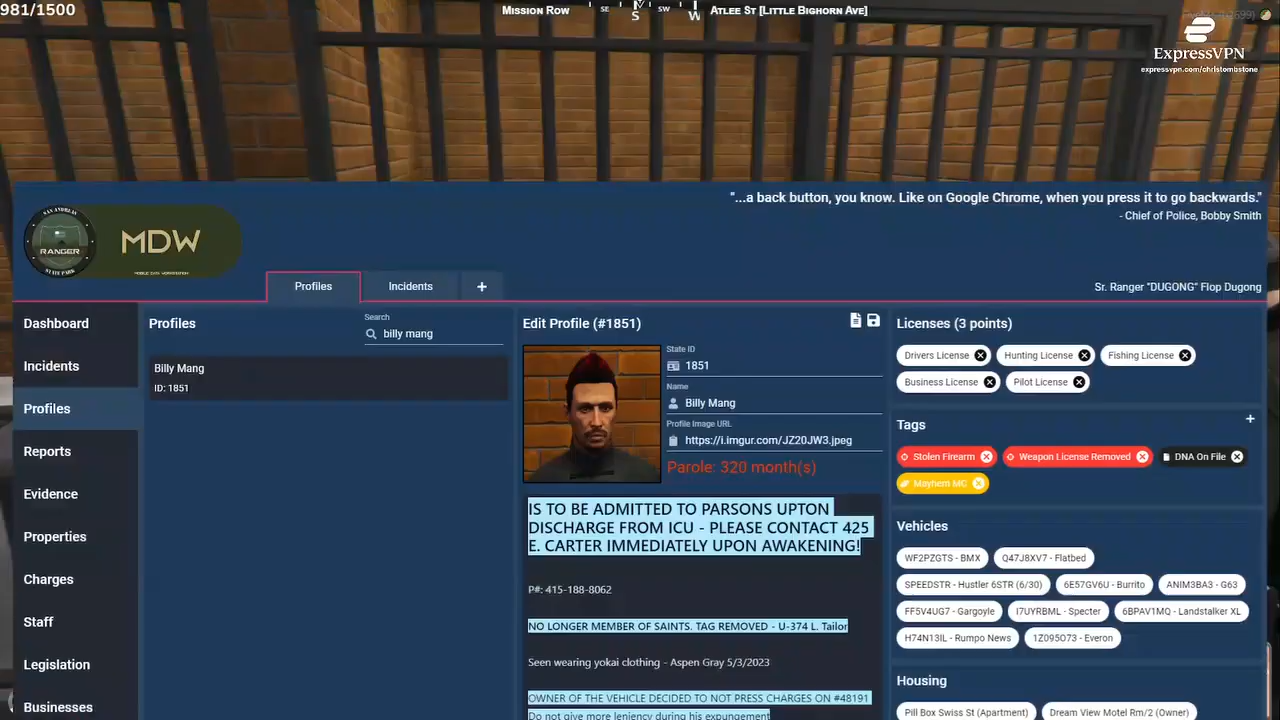 981/1500
Mission Row
SE
S
SW
W
Atlee St [Little Bighorn Ave]
ExpressVPN
expressvpn.com/christombstone
"...a back button, you know. Like on Google Chrome, when you press it to go backwards."
- Chief of Police, Bobby Smith
SAN ANDREAS
RANGER
STATE PARK
MDW
Profiles
Incidents
+
Sr. Ranger "DUGONG" Flop Dugong
Dashboard
Incidents
Profiles
Reports
Evidence
Properties
Charges
Staff
Legislation
Businesses
Profiles
Search
billy mang
Billy Mang
ID: 1851
Edit Profile (#1851)
State ID
1851
Name
Billy Mang
Profile Image URL
https://i.imgur.com/JZ20JW3.jpeg
Parole: 320 month(s)
IS TO BE ADMITTED TO PARSONS UPTON
DISCHARGE FROM ICU - PLEASE CONTACT 425
E. CARTER IMMEDIATELY UPON AWAKENING!
P#: 415-188-8062
NO LONGER MEMBER OF SAINTS. TAG REMOVED - U-374 L. Tailor
Seen wearing yokai clothing - Aspen Gray 5/3/2023
OWNER OF THE VEHICLE DECIDED TO NOT PRESS CHARGES ON #48191
Do not give more leniency during his expungement
Licenses (3 points)
Drivers License
Hunting License
Fishing License
Business License
Pilot License
Tags
+
Stolen Firearm
Weapon License Removed
DNA On File
Mayhem MC
Vehicles
WF2PZGTS - BMX
Q47J8XV7 - Flatbed
SPEEDSTR - Hustler 6STR (6/30)
6E57GV6U - Burrito
ANIM3BA3 - G63
FF5V4UG7 - Gargoyle
I7UYRBML - Specter
6BPAV1MQ - Landstalker XL
H74N13IL - Rumpo News
1Z095O73 - Everon
Housing
Pill Box Swiss St (Apartment)
Dream View Motel Rm/2 (Owner)